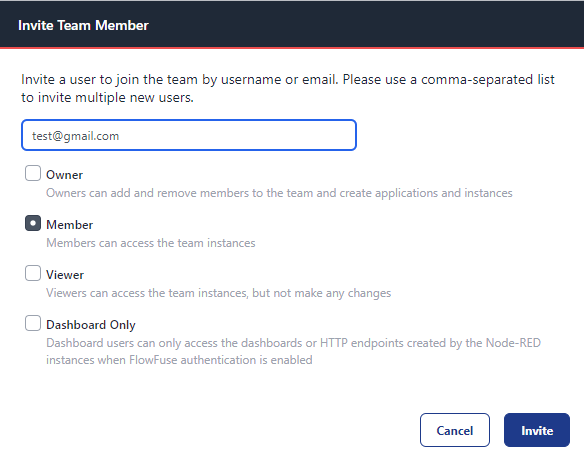 Invite Team Member
Invite a user to join the team by username or email. Please use a comma-separated list
to invite multiple new users.
test@gmail.com
Owner
Owners can add and remove members to the team and create applications and instances
Member
Members can access the team instances
Viewer
Viewers can access the team instances, but not make any changes
Dashboard Only
Dashboard users can only access the dashboards or HTTP endpoints created by the Node-RED
instances when FlowFuse authentication is enabled
Cancel
Invite